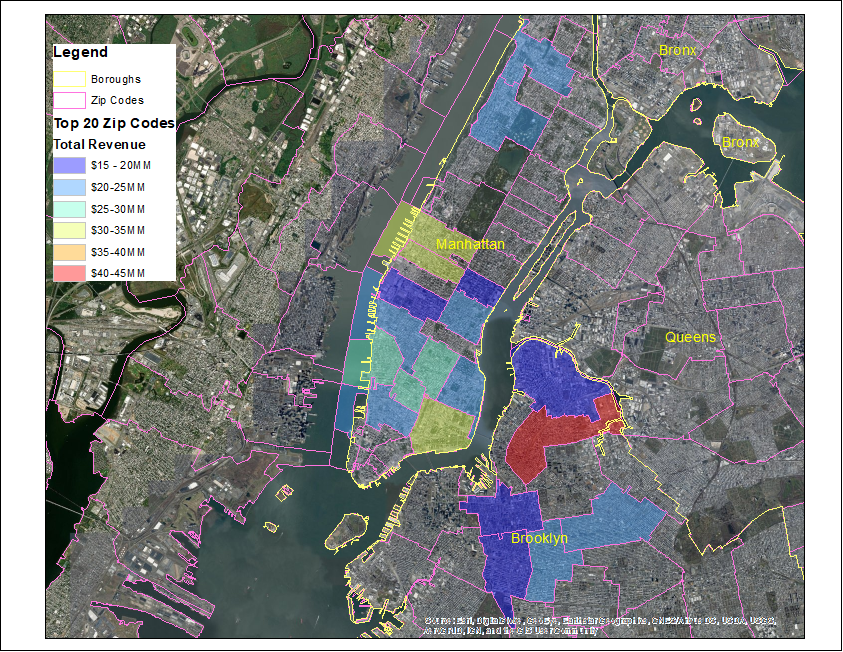 Legend
Boroughs
Zip Codes
Top 20 Zip Codes
Total Revenue
$15 - 20MM
$20-25MM
$25-30MM
$30-35MM
$35-40MM
$40-45MM
Bronx
Bronx
Manhattan
Queens
Brooklyn